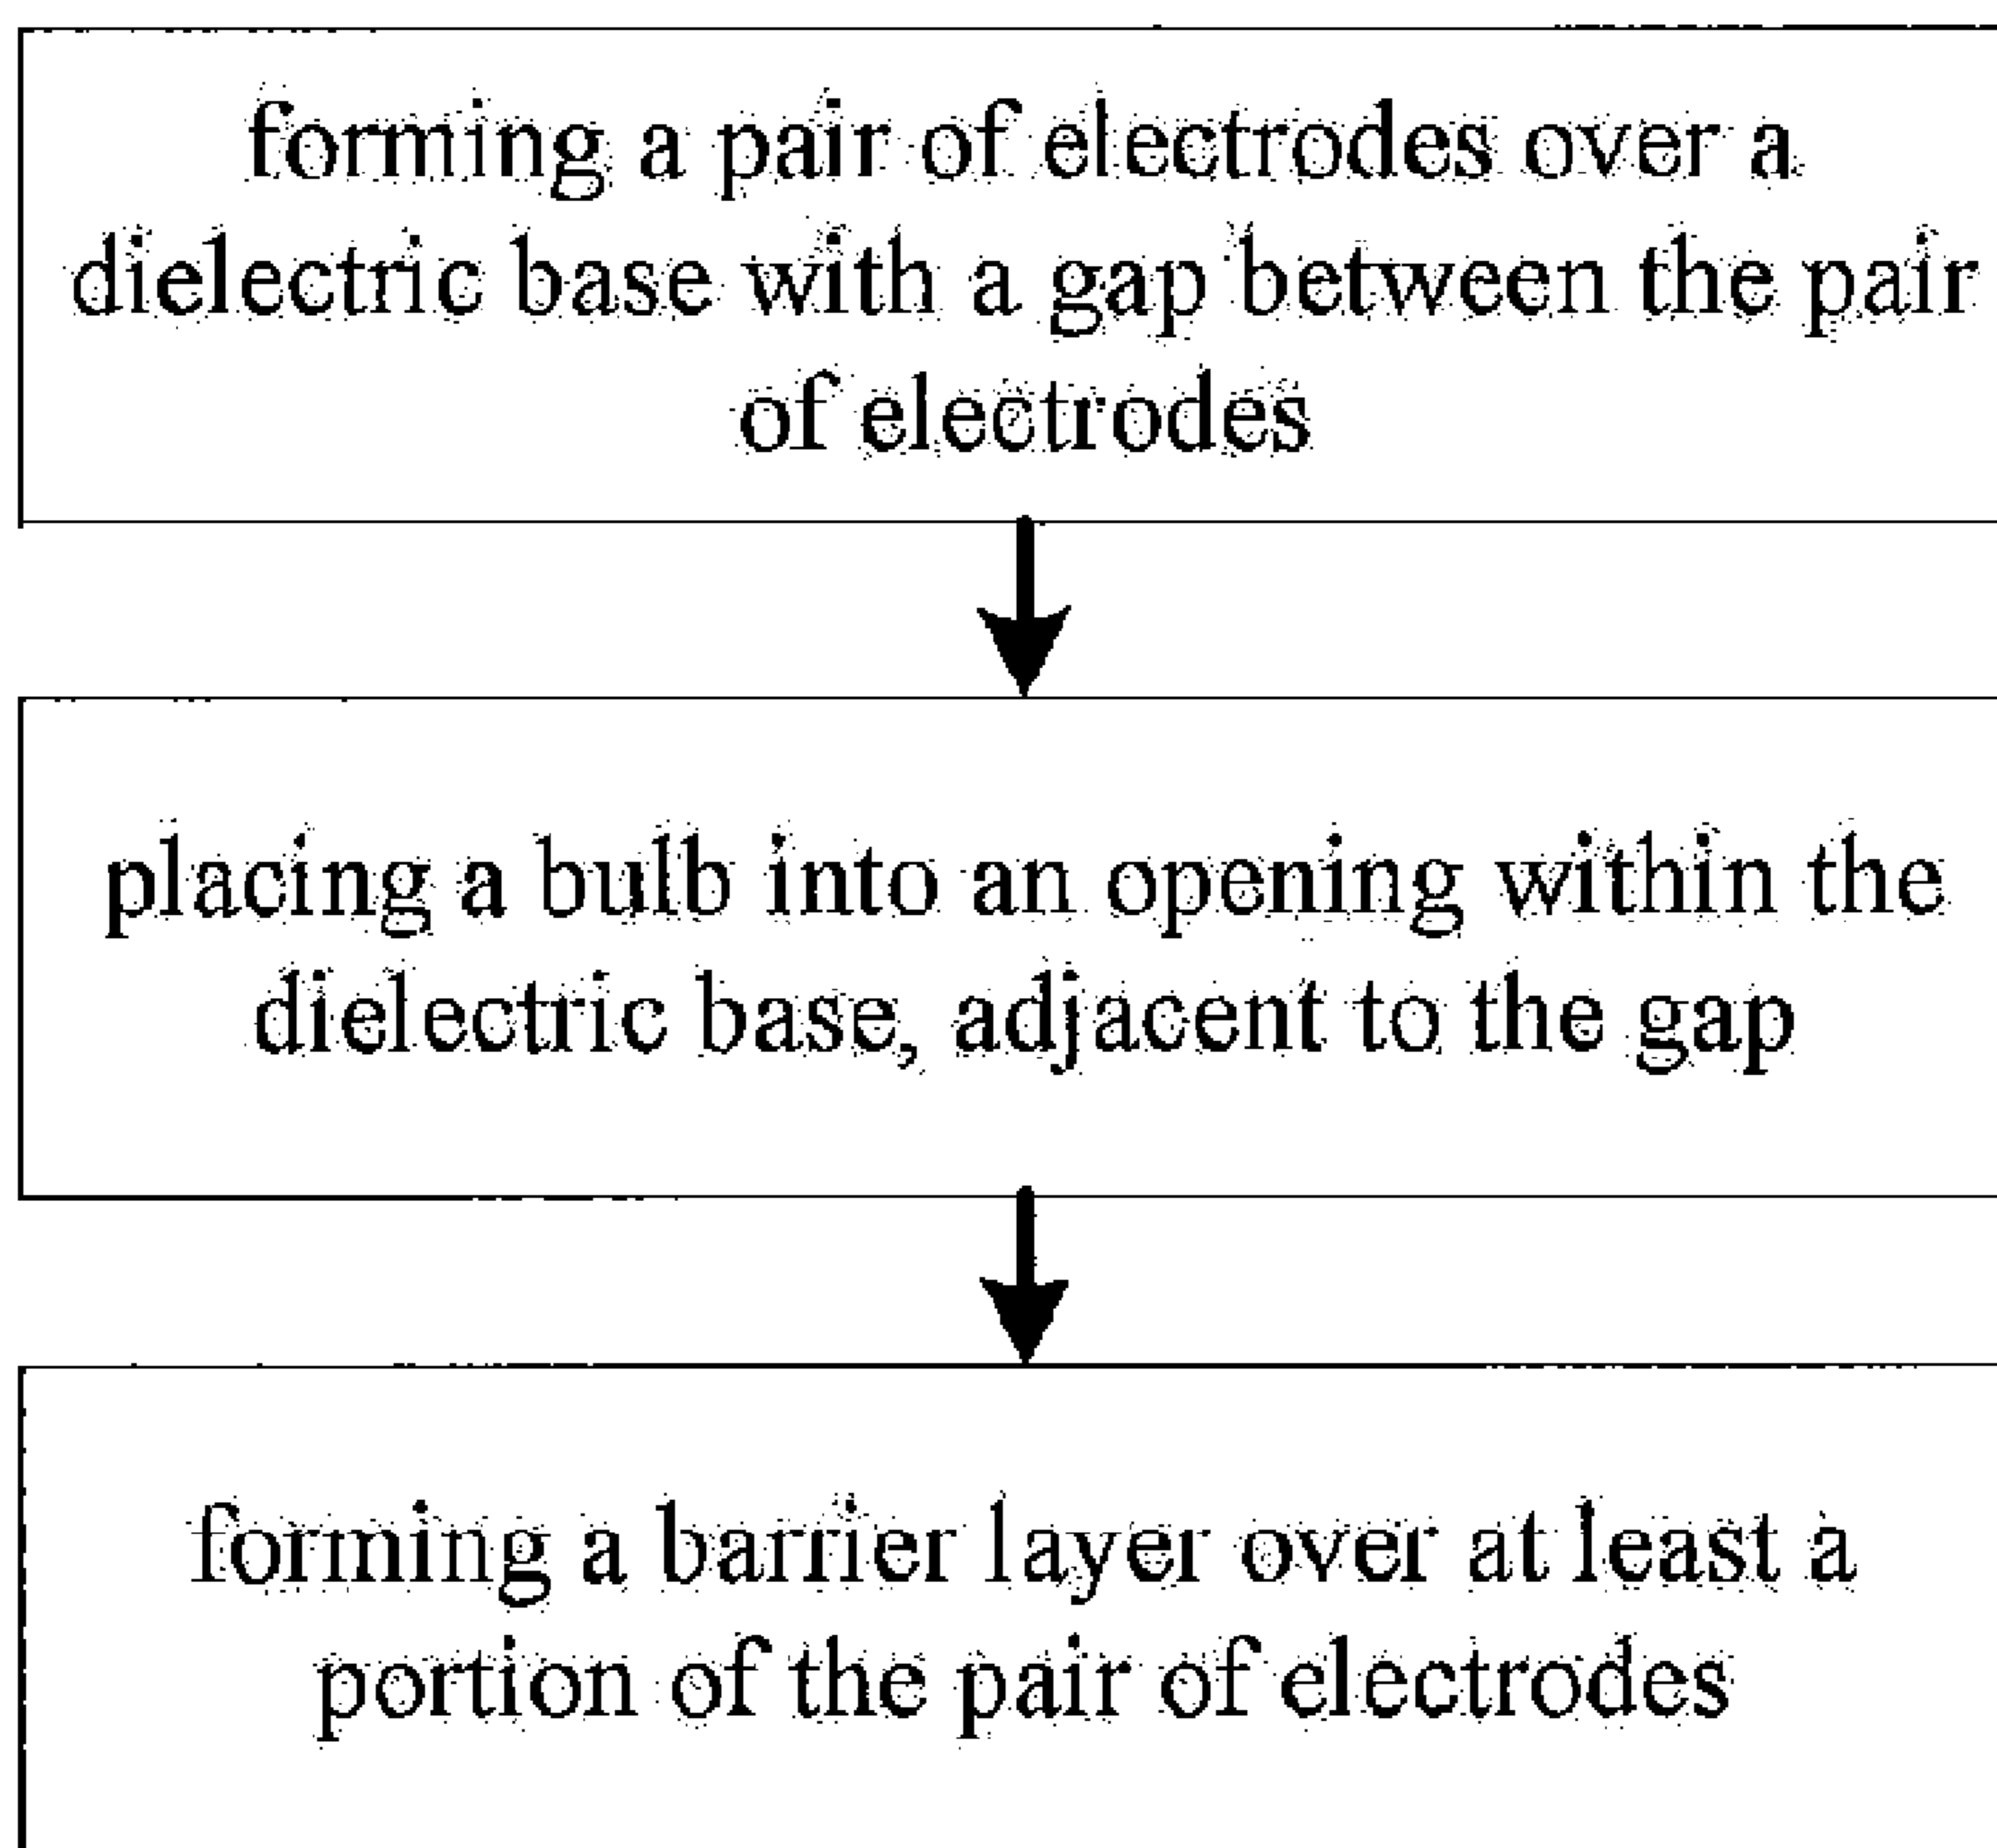 forming a pair of electrodes over a
dielectric base with a gap between the pair
of electrodes
placing a bulb into an opening within the
dielectric base, adjacent to the gap
forming a barrier layer over at least a
portion of the pair of electrodes